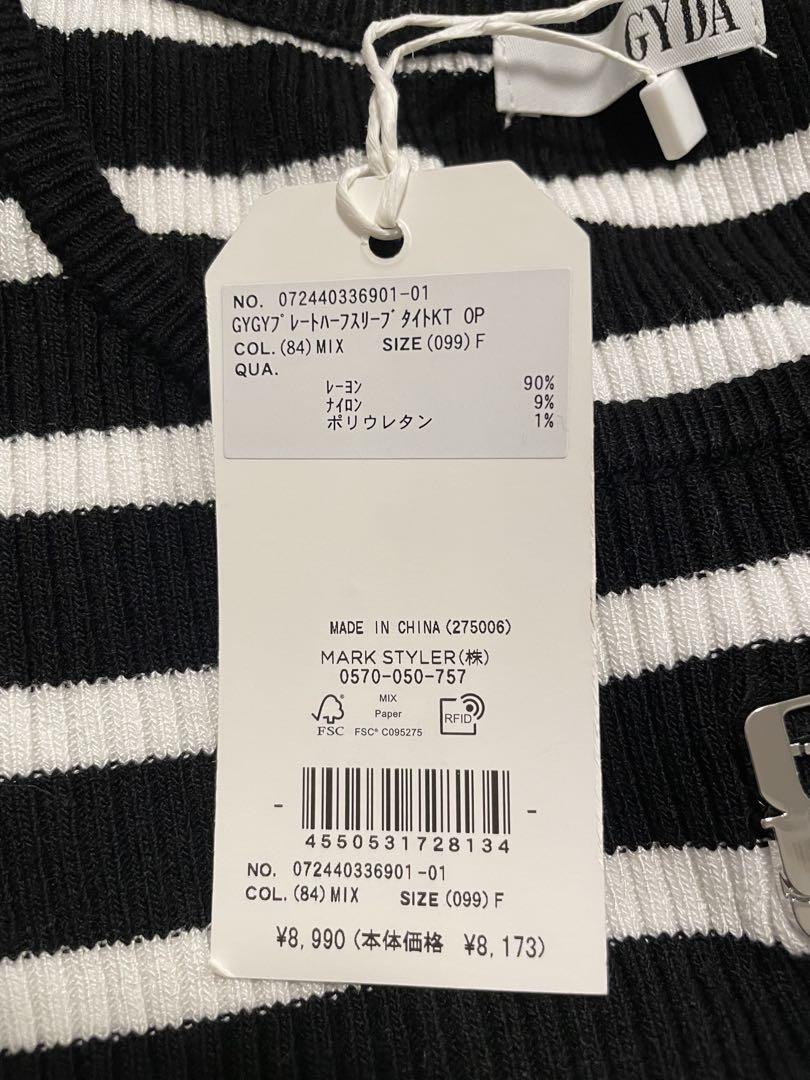 GYDA
NO. 072440336901-01
GYGYﾌﾟﾚｰﾄﾊｰﾌｽﾘｰﾌﾞﾀｲﾄKT OP
COL.(84)MIX SIZE(099)F
QUA.
ﾚｰﾖﾝ 90%
ﾅｲﾛﾝ 9%
ポリウレタン 1%
MADE IN CHINA(275006)
MARK STYLER(株)
0570-050-757
FSC
MIX
Paper
FSC® C095275
RFID
4550531728134
NO. 072440336901-01
COL.(84)MIX SIZE(099)F
¥8,990(本体価格 ¥8,173)